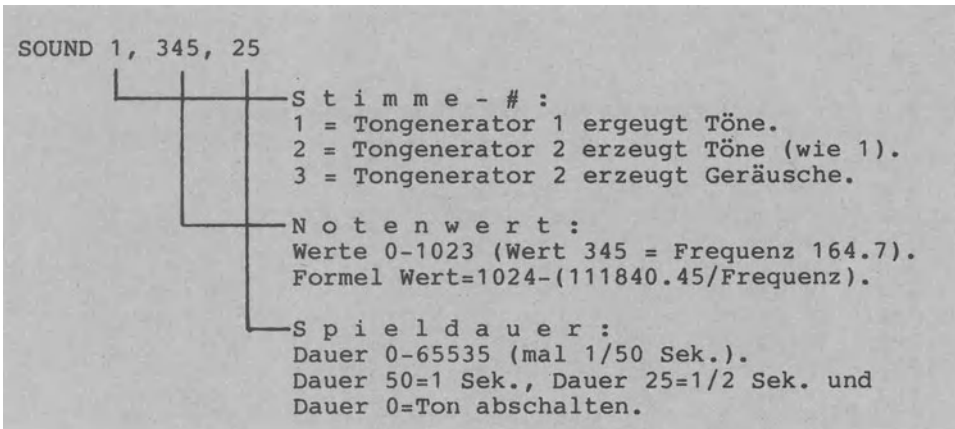 SOUND 1, 345, 25
S t i m m e - # :
1 = Tongenerator 1 ergeugt Töne.
2 = Tongenerator 2 erzeugt Töne (wie 1).
3 = Tongenerator 2 erzeugt Geräusche.
N o t e n w e r t :
Werte 0-1023 (Wert 345 = Frequenz 164.7).
Formel Wert=1024-(111840.45/Frequenz).
S p i e l d a u e r :
Dauer 0-65535 (mal 1/50 Sek.).
Dauer 50=1 Sek., Dauer 25=1/2 Sek. und
Dauer 0=Ton abschalten.